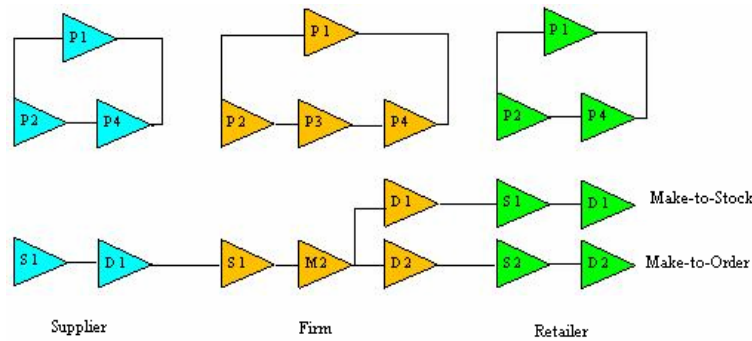 P1 P1 P1
P2 P4 P2 P3 P4 P2 P4
D1 S1 D1 Make-to-Stock
S1 D1 S1 M2 D2 S2 D2 Make-to-Order
Supplier Firm Retailer